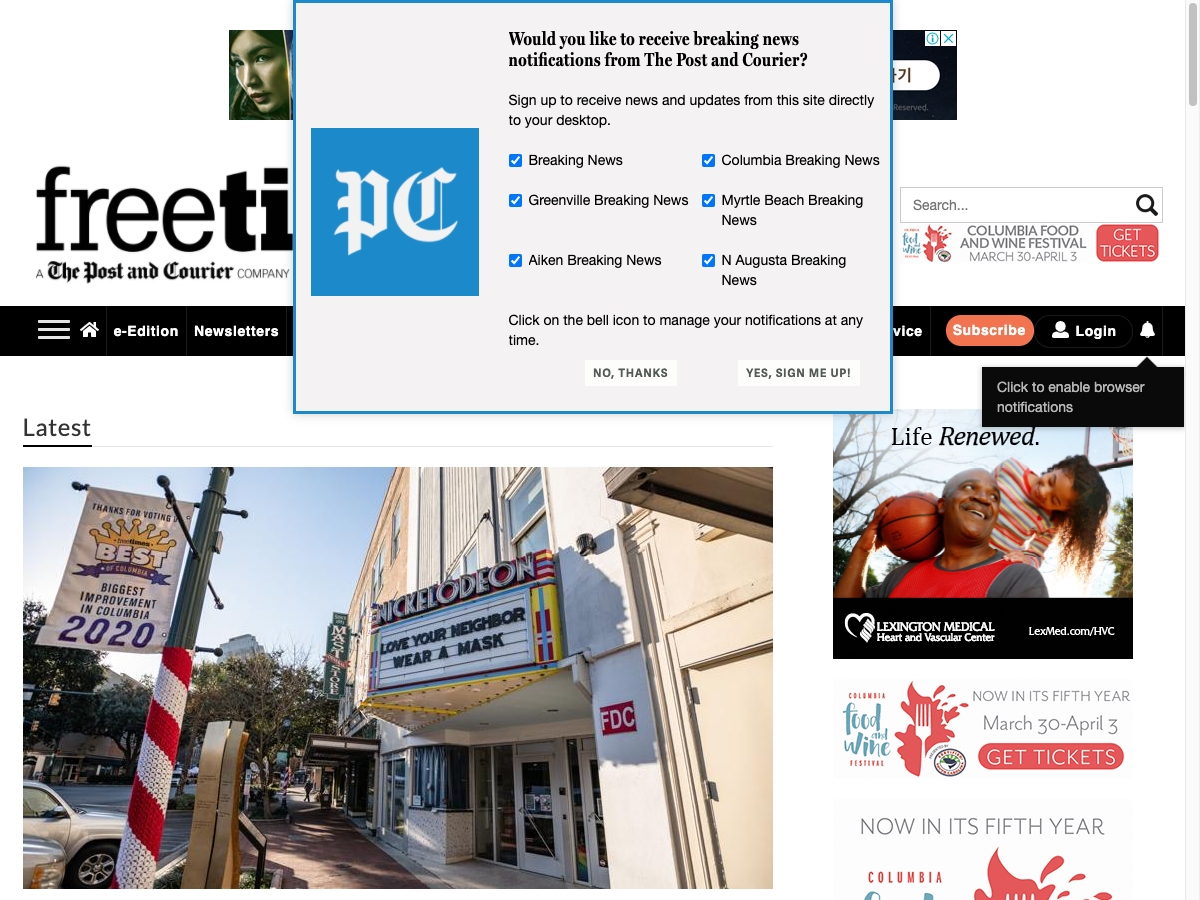 Would you like to receive breaking news
notifications from The Post and Courier?
Sign up to receive news and updates from this site directly
to your desktop.
PC
Breaking News
Columbia Breaking News
Greenville Breaking News
Myrtle Beach Breaking
News
Aiken Breaking News
N Augusta Breaking
News
Click on the bell icon to manage your notifications at any
time.
NO, THANKS
YES, SIGN ME UP!
Reserved.
freeti
A The Post and Courier COMPANY
Search...
COLUMBIA FOOD
AND WINE FESTIVAL
MARCH 30-APRIL 3
GET
TICKETS
e-Edition
Newsletters
vice
Subscribe
Login
Click to enable browser
notifications
Latest
THANKS FOR VOTING
freetimes
BEST
OF COLUMBIA
BIGGEST
IMPROVEMENT
IN COLUMBIA
2020
MAST
STORE
NICKELODEON
LOVE YOUR NEIGHBOR
WEAR A MASK
FDC
Life Renewed.
LEXINGTON MEDICAL
Heart and Vascular Center
LexMed.com/HVC
COLUMBIA
food
and
wine
FESTIVAL
NOW IN ITS FIFTH YEAR
March 30-April 3
GET TICKETS
NOW IN ITS FIFTH YEAR
COLUMBIA